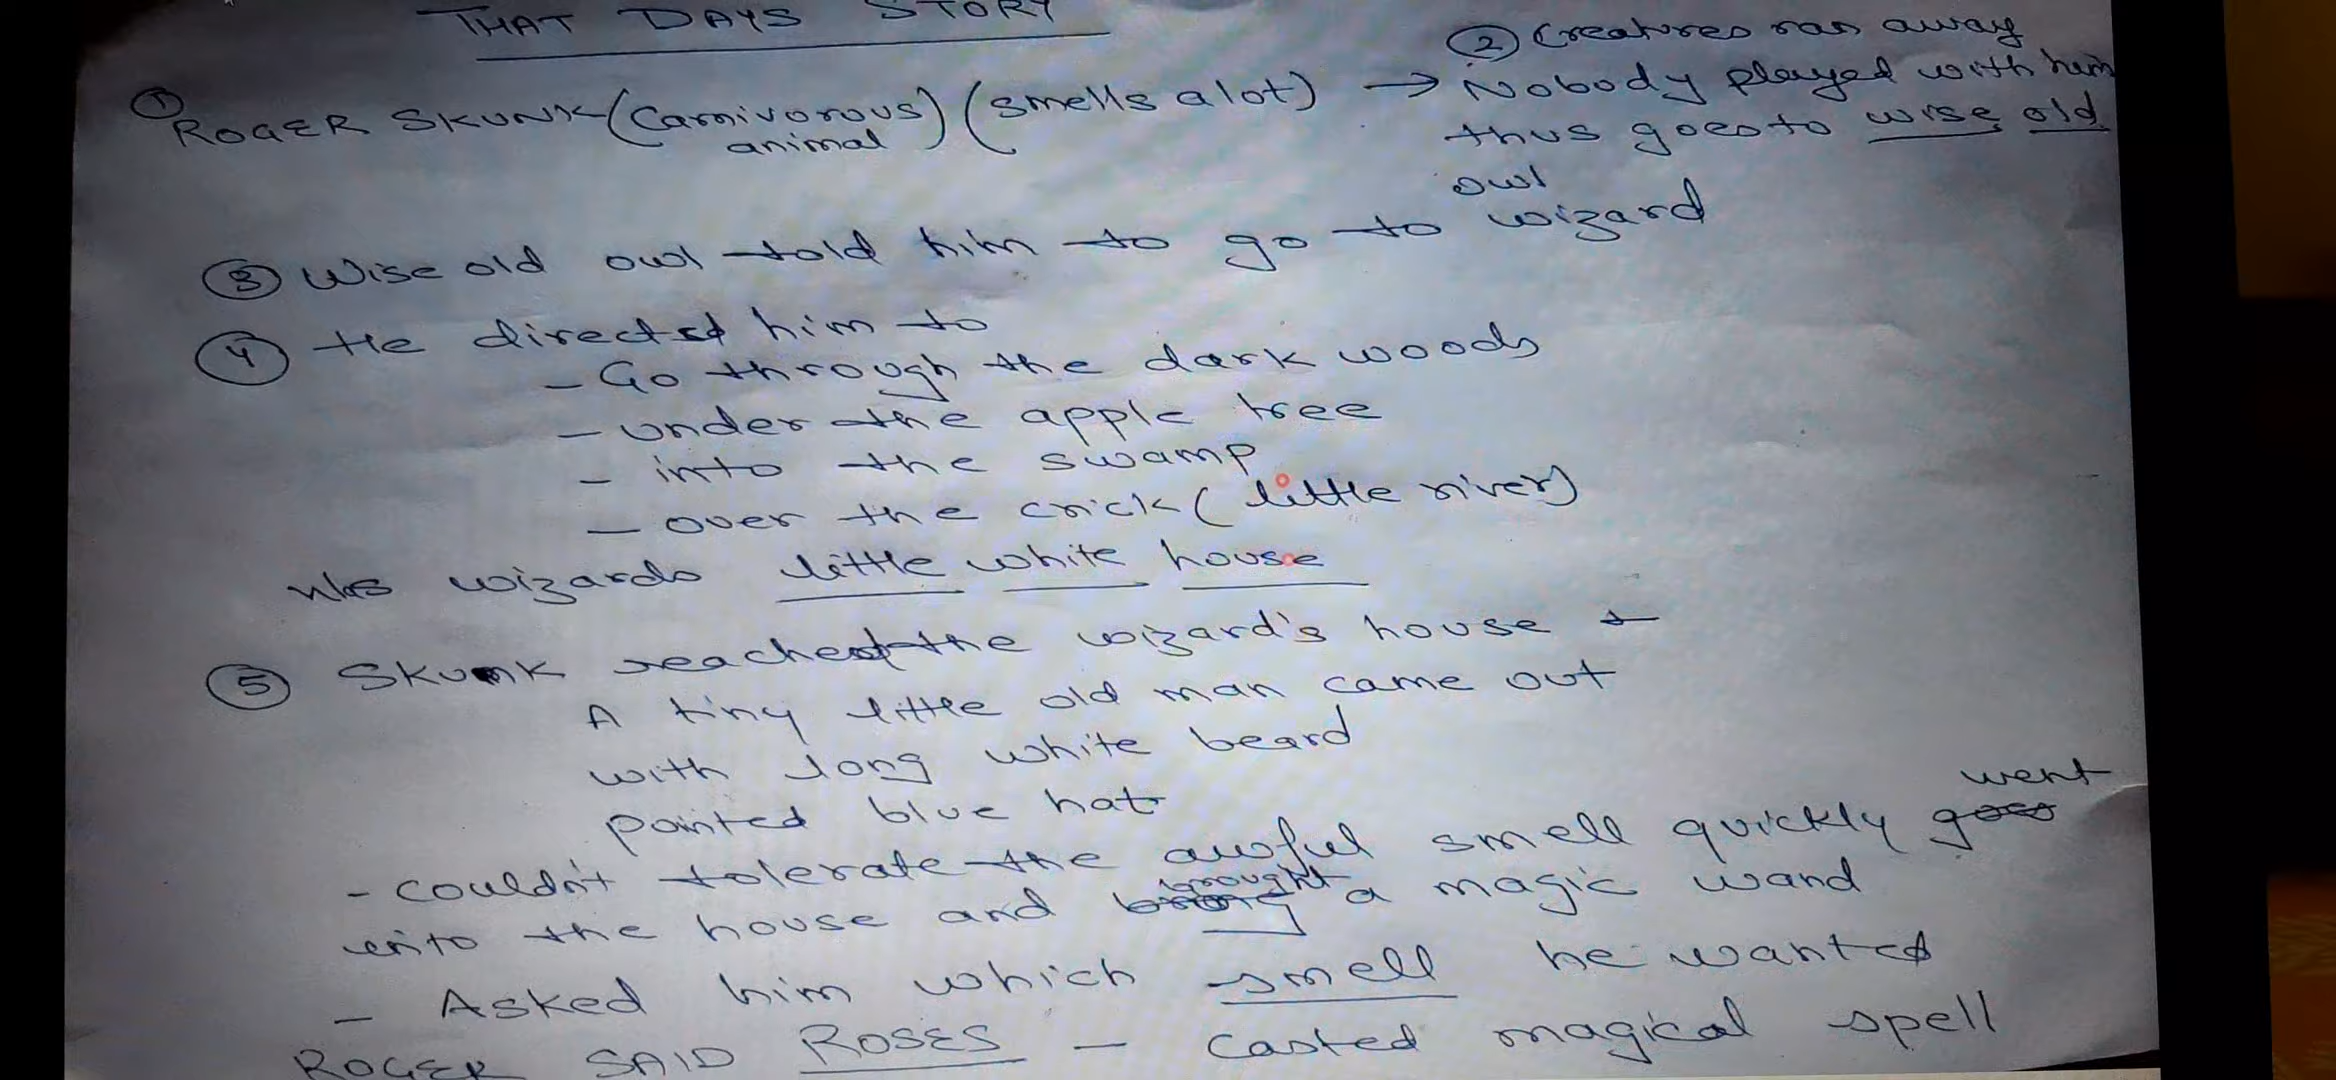 THAT DAYS STORY
① ROGER SKUNK (Carnivorous animal) (smells a lot) →
② Creatures ran away
Nobody played with him
thus goes to wise old
owl
③ Wise old owl told him to go to wizard
④ He directed him to
- Go through the dark woods
- under the apple tree
- into the swamp
- over the crick (little river)
wizards little white house
⑤ Skunk reached the wizard's house &
A tiny little old man came out
with long white beard
pointed blue hat
- couldn't tolerate the awful smell quickly went
into the house and brought a magic wand
- Asked him which smell he wanted
ROGER SAID ROSES - casted magical spell